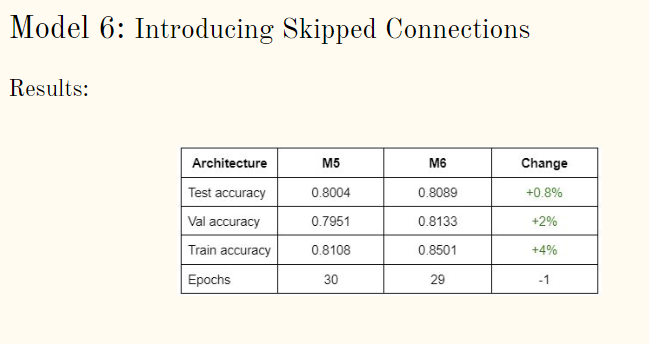 Model 6: Introducing Skipped Connections
Results:
Architecture M5 M6 Change
Test accuracy 0.8004 0.8089 +0.8%
Val accuracy 0.7951 0.8133 +2%
Train accuracy 0.8108 0.8501 +4%
Epochs 30 29 -1